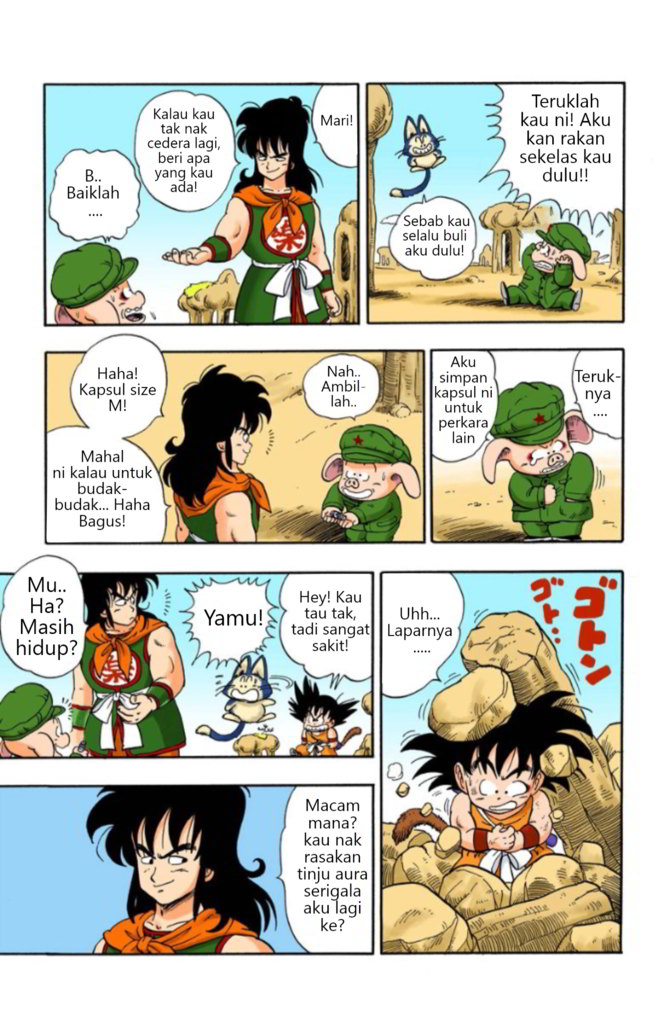 Teruklah
kau ni! Aku
kan rakan
sekelas kau
dulu!!
Sebab kau
selalu buli
aku dulu!
Mari!
Kalau kau
tak nak
cedera lagi,
beri apa
yang kau
ada!
B..
Baiklah
....
Teruk-
nya
....
Aku
simpan
kapsul ni
untuk
perkara
lain
Nah..
Ambil-
lah..
Haha!
Kapsul size
M!
Mahal
ni kalau untuk
budak-
budak... Haha
Bagus!
ゴトン
ゴト‥
Uhh...
Laparnya
.....
Hey! Kau
tau tak,
tadi sangat
sakit!
Yamu!
Mu..
Ha?
Masih
hidup?
Macam
mana?
kau nak
rasakan
tinju aura
serigala
aku lagi
ke?